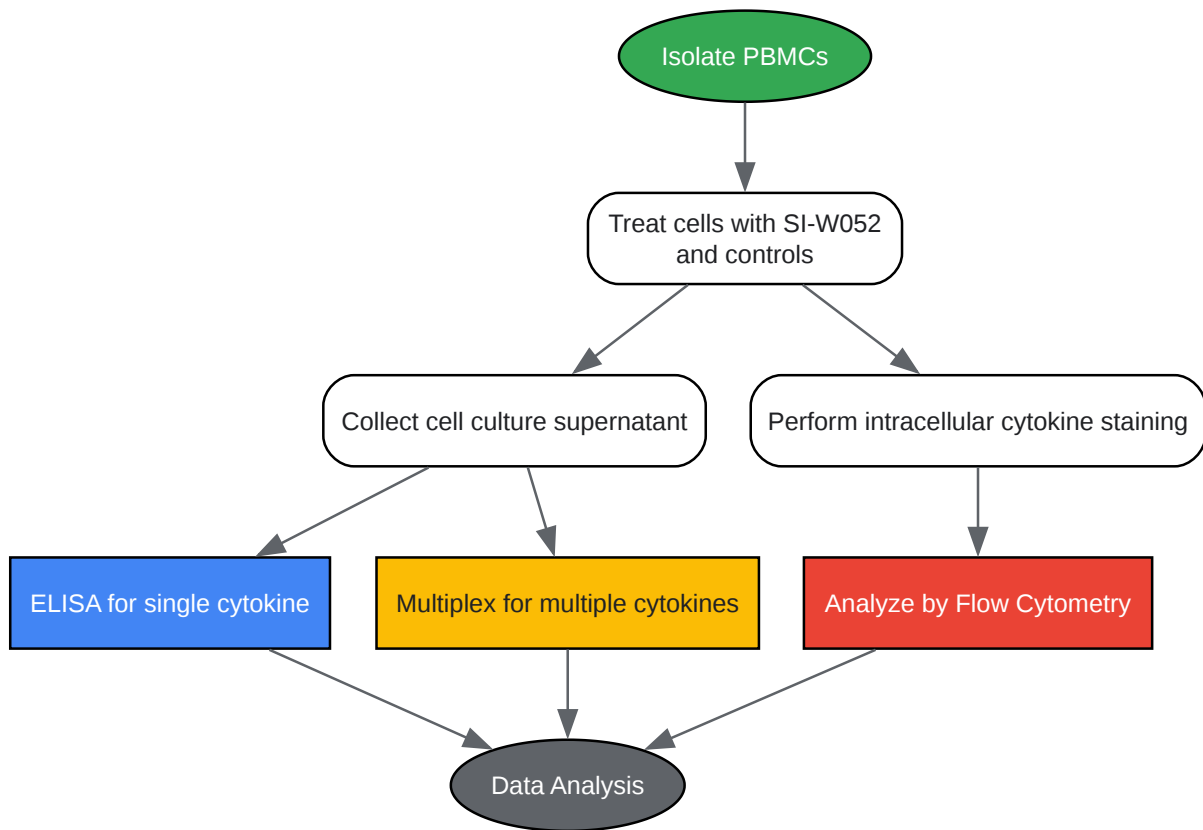 Isolate PBMCs
Treat cells with SI-W052
and controls
Collect cell culture supernatant
Perform intracellular cytokine staining
ELISA for single cytokine
Multiplex for multiple cytokines
Analyze by Flow Cytometry
Data Analysis